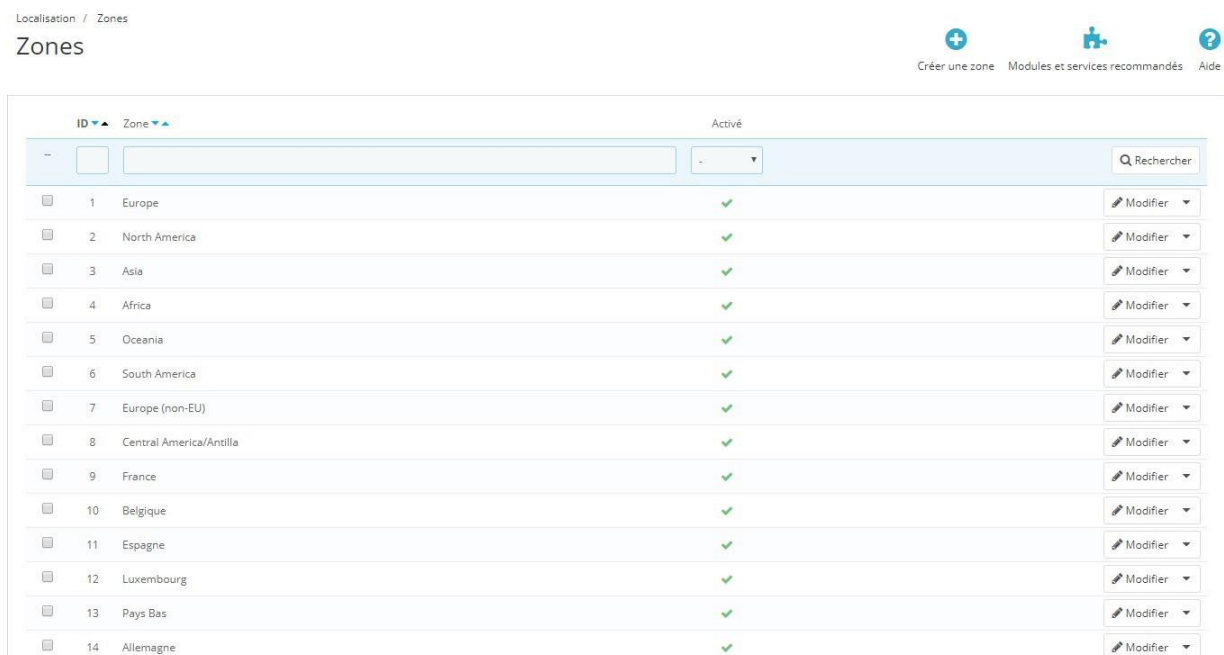 Localisation / Zones
Zones
Créer une zone Modules et services recommandés Aide
ID Zone Activé
-- - Rechercher
1 Europe Modifier
2 North America Modifier
3 Asia Modifier
4 Africa Modifier
5 Oceania Modifier
6 South America Modifier
7 Europe (non-EU) Modifier
8 Central America/Antilla Modifier
9 France Modifier
10 Belgique Modifier
11 Espagne Modifier
12 Luxembourg Modifier
13 Pays Bas Modifier
14 Allemagne Modifier